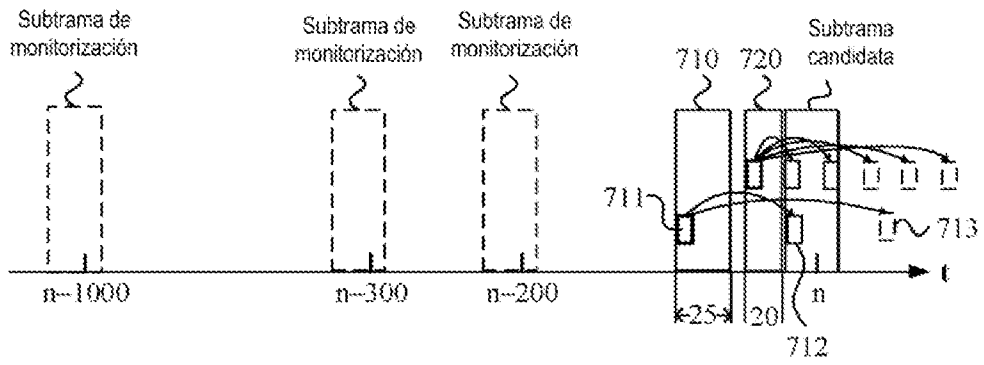 Subtrama de
monitorización
Subtrama de
monitorización
Subtrama de
monitorización
710
720
Subtrama
candidata
711
713
t
n-1000
n-300
n-200
n
25
20
712